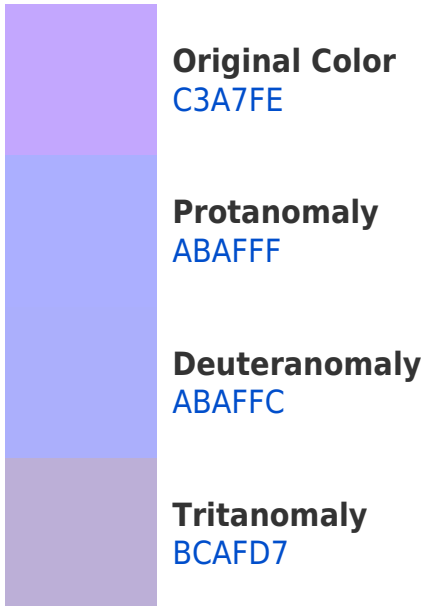 Original Color
C3A7FE
Protanomaly
ABAFFF
Deuteranomaly
ABAFFC
Tritanomaly
BCAFD7